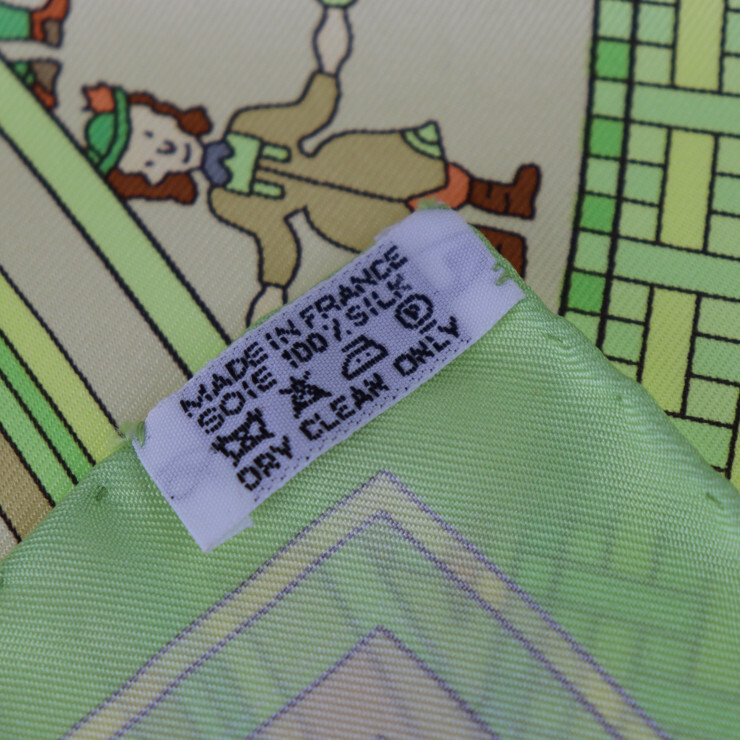 MADE IN FRANCE
SOIE 100% SILK
Ⓟ
DRY CLEAN ONLY